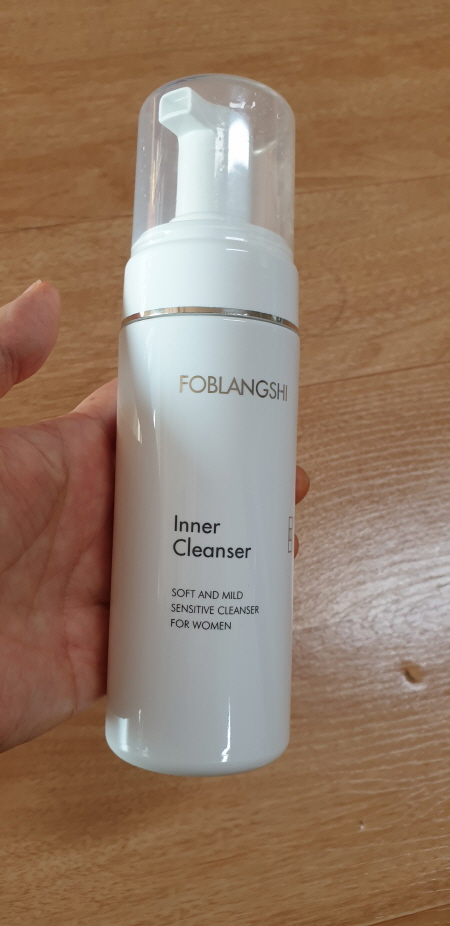 FOBLANGSHI
Inner
Cleanser
SOFT AND MILD
SENSITIVE CLEANSER
FOR WOMEN